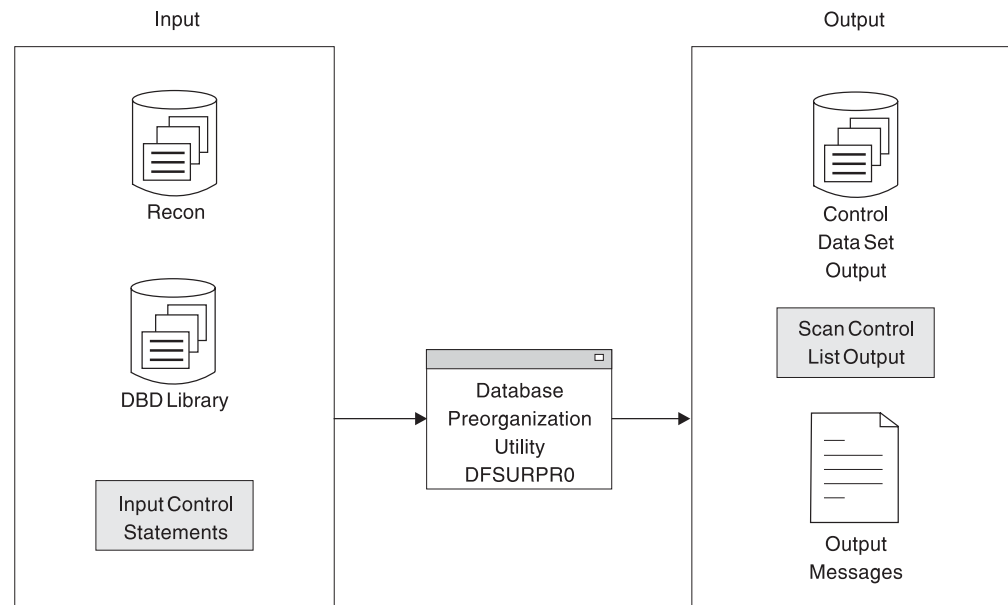 Input
Recon
DBD Library
Input Control
Statements
Database
Preorganization
Utility
DFSURPR0
Output
Control
Data Set
Output
Scan Control
List Output
Output
Messages